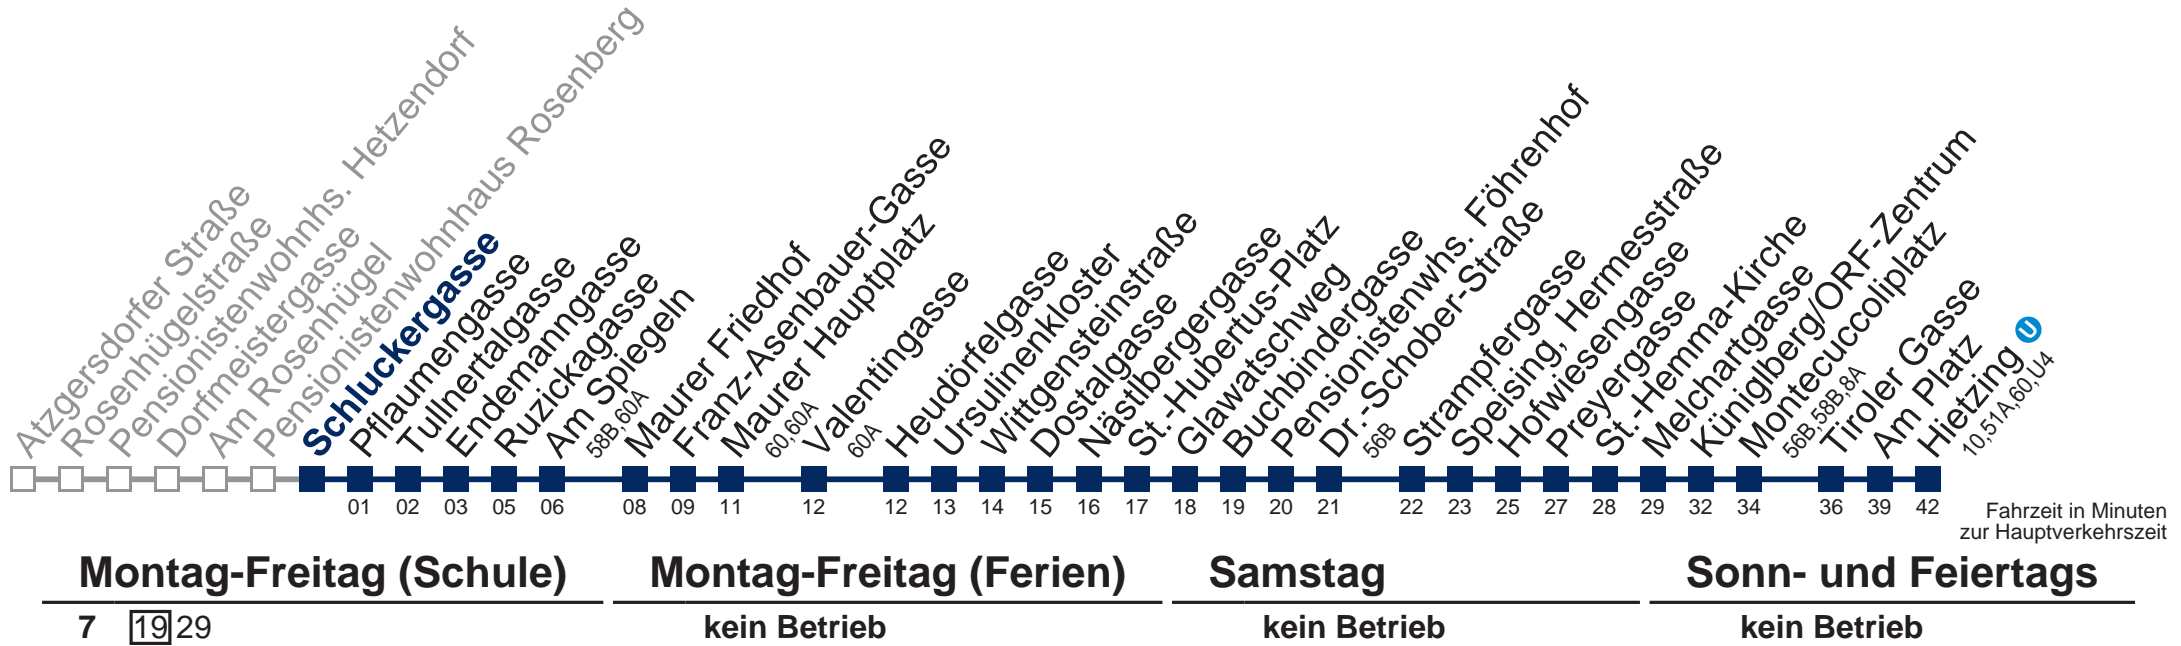 Atzgersdorfer Straße
Rosenhügelstraße
Pensionistenwohnhs. Hetzendorf
Dorfmeistergasse
Am Rosenhügel
Pensionistenwohnhaus Rosenberg
Schluckergasse
Pflaumengasse
Tullnertalgasse
Endemanngasse
Ruzickagasse
Am Spiegeln
58B,60A
Maurer Friedhof
Franz-Asenbauer-Gasse
Maurer Hauptplatz
60,60A
Valentingasse
60A
Heudörfelgasse
Ursulinenkloster
Wittgensteinstraße
Dostalgasse
Nästlbergergasse
St.-Hubertus-Platz
Glawatschweg
Buchbindergasse
Pensionistenwhs. Föhrenhof
Dr.-Schober-Straße
56B
Strampfergasse
Speising, Hermesstraße
Hofwiesengasse
Preyergasse
St.-Hemma-Kirche
Melchartgasse
Küniglberg/ORF-Zentrum
Montecuccoliplatz
56B,58B,8A
Tiroler Gasse
Am Platz
Hietzing U
10,51A,60,U4
01 02 03 05 06 08 09 11 12 12 13 14 15 16 17 18 19 20 21 22 23 25 27 28 29 32 34 36 39 42
Fahrzeit in Minuten
zur Hauptverkehrszeit
Montag-Freitag (Schule) Montag-Freitag (Ferien) Samstag Sonn- und Feiertags
7 19 29 kein Betrieb kein Betrieb kein Betrieb